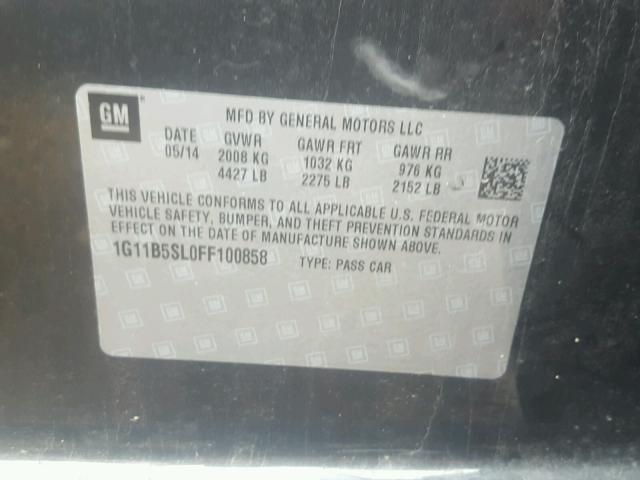 GM
MFD BY GENERAL MOTORS LLC
DATE GVWR GAWR FRT GAWR RR
05/14 2008 KG 1032 KG 976 KG
4427 LB 2275 LB 2152 LB
THIS VEHICLE CONFORMS TO ALL APPLICABLE U.S. FEDERAL MOTOR
VEHICLE SAFETY, BUMPER, AND THEFT PREVENTION STANDARDS IN
EFFECT ON THE DATE OF MANUFACTURE SHOWN ABOVE.
1G11B5SL0FF100858 TYPE: PASS CAR